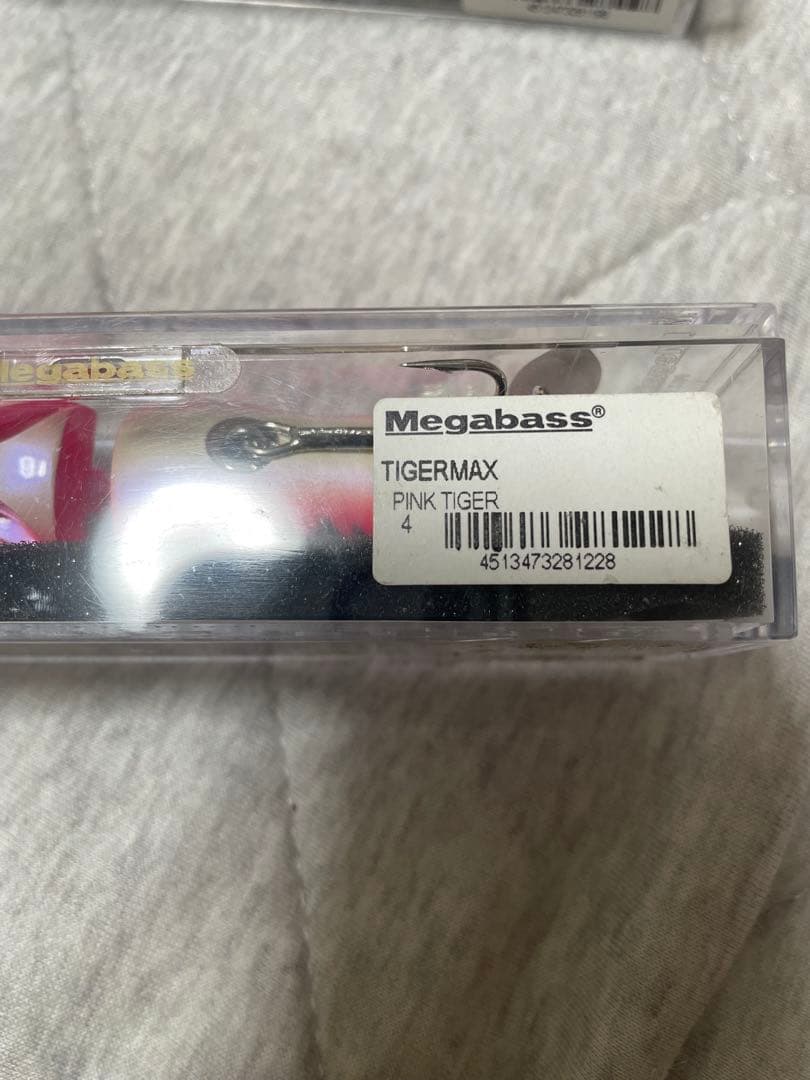 Megabass
Megabass®
TIGERMAX
PINK TIGER
4
4513473281228